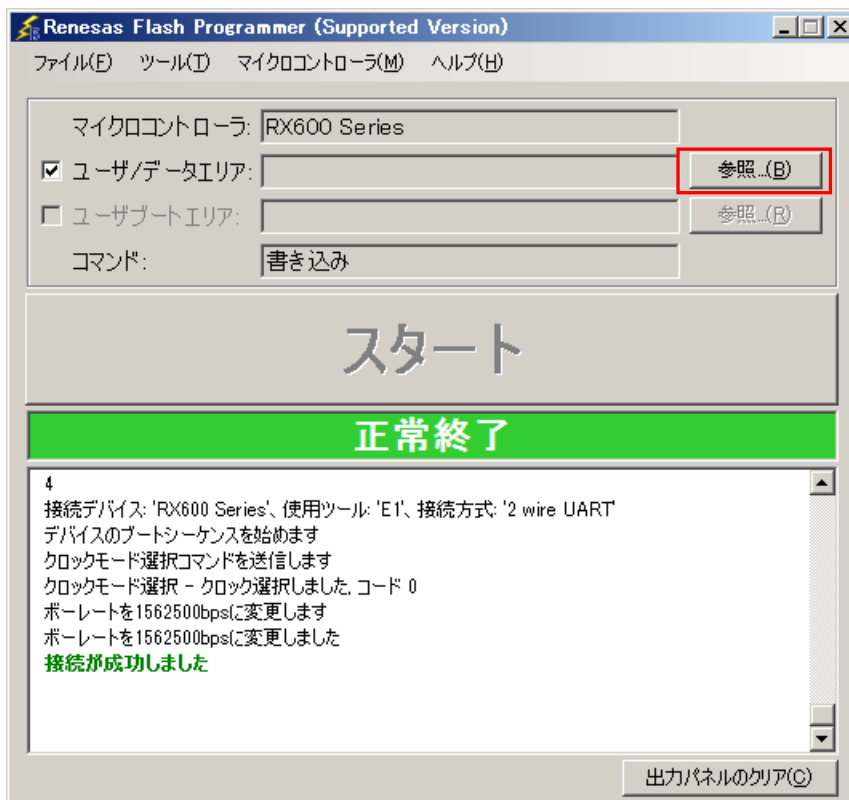 Renesas Flash Programmer (Supported Version)
ファイル(F) ツール(T) マイクロコントローラ(M) ヘルプ(H)
マイクロコントローラ: RX600 Series
ユーザ/データエリア: 参照...(B)
ユーザブートエリア: 参照...(R)
コマンド: 書き込み
スタート
正常終了
4
接続デバイス: 'RX600 Series'、使用ツール: 'E1'、接続方式: '2 wire UART'
デバイスのブートシーケンスを始めます
クロックモード選択コマンドを送信します
クロックモード選択 - クロック選択しました, コード 0
ボーレートを1562500bpsに変更します
ボーレートを1562500bpsに変更しました
接続が成功しました
出力パネルのクリア(C)